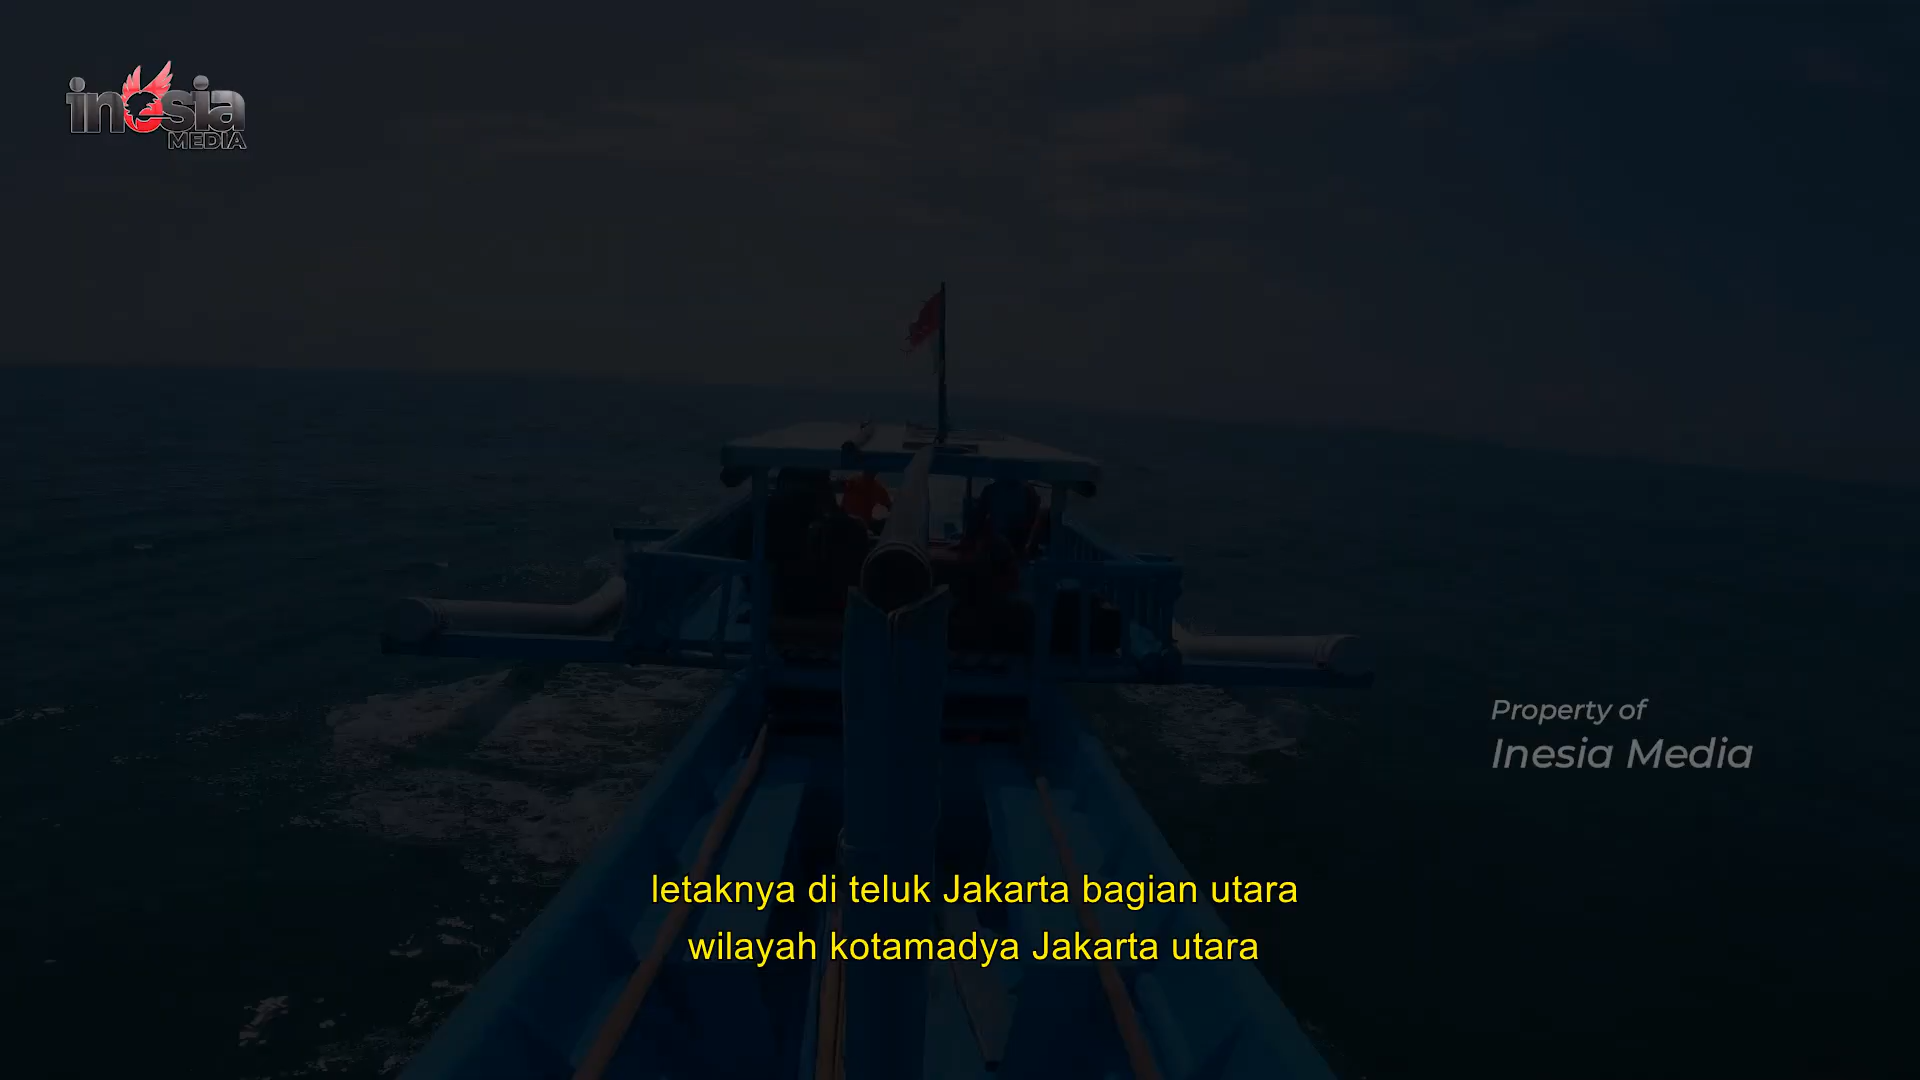 inesia
MEDIA
Property of
Inesia Media
letaknya di teluk Jakarta bagian utara
wilayah kotamadya Jakarta utara